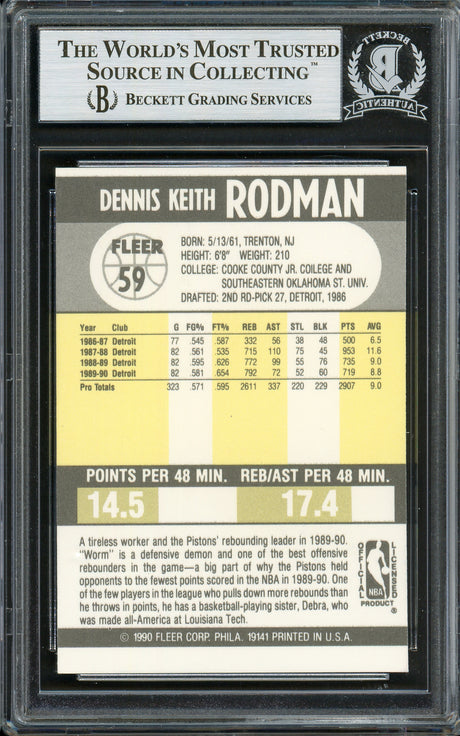 THE WORLD'S MOST TRUSTED
SOURCE IN COLLECTING™
B BECKETT GRADING SERVICES
BECKETT
B
AUTHENTIC
DENNIS KEITH RODMAN
FLEER
59
BORN: 5/13/61, TRENTON, NJ
HEIGHT: 6'8" WEIGHT: 210
COLLEGE: COOKE COUNTY JR. COILEGE AND
SOUTHEASTERN OKLAHOMA ST. UNIV.
DRAFTED: 2ND RD-PICK 27, DETROIT, 1986
Year Club G FG% FT% REB AST STL BLK PTS AVG
1986-87 Detroit 77 .545 .587 332 56 38 48 500 6.5
1987-88 Detroit 82 .561 .535 715 110 75 45 953 11.6
1988-89 Detroit 82 .595 .626 772 99 55 76 735 9.0
1989-90 Detroit 82 .581 .654 792 72 52 60 719 8.8
Pro Totals 323 .571 .595 2611 337 220 229 2907 9.0
POINTS PER 48 MIN. REB/AST PER 48 MIN.
14.5 17.4
A tireless worker and the Pistons' rebounding leader in 1989-90.
"Worm" is a defensive demon and one of the best offensive
rebounders in the game—a big part of why the Pistons held
opponents to the fewest points scored in the NBA in 1989-90. One
of the few players in the league who pulls down more rebounds than
he throws in points, he has a basketball-playing sister, Debra, who
was made all-America at Louisiana Tech.
OFFICIAL LICENSED
NBA
PRODUCT ®
© 1990 FLEER CORP. PHILA. 19141 PRINTED IN U.S.A.